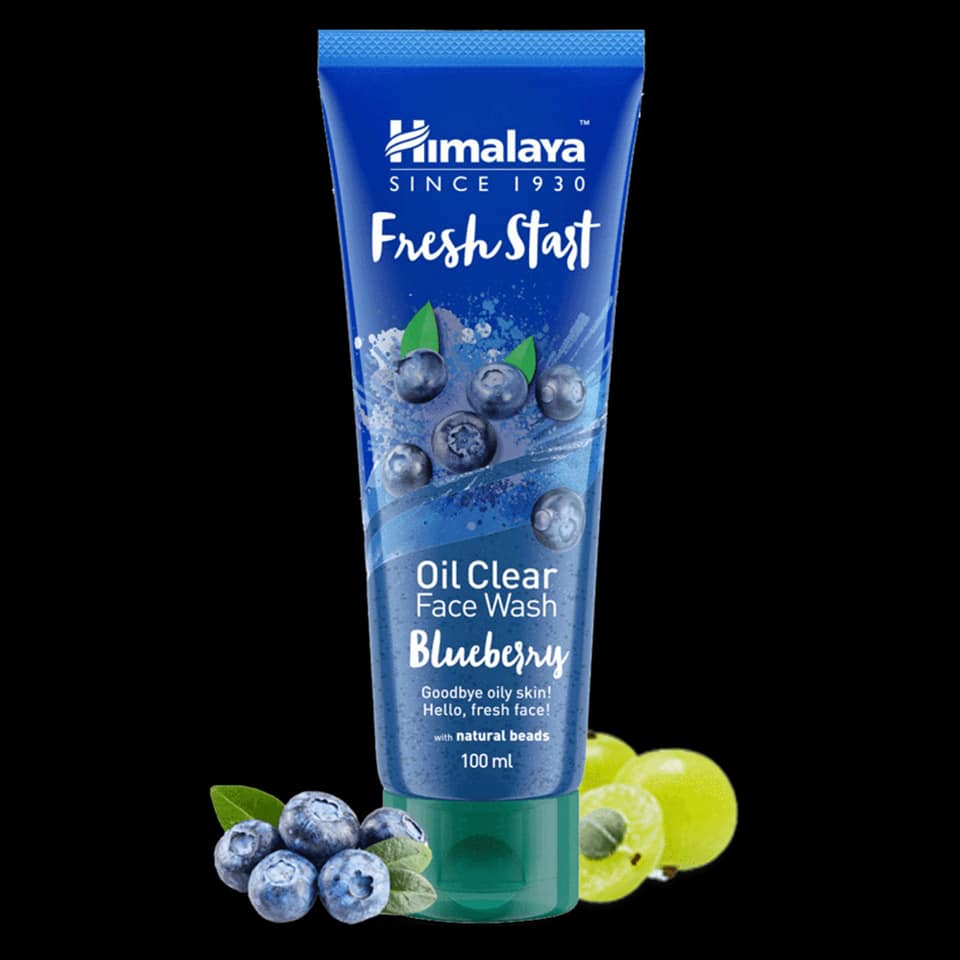 Himalaya™
SINCE 1930
Fresh Start
Oil Clear
Face Wash
Blueberry
Goodbye oily skin!
Hello, fresh face!
with natural beads
100 ml